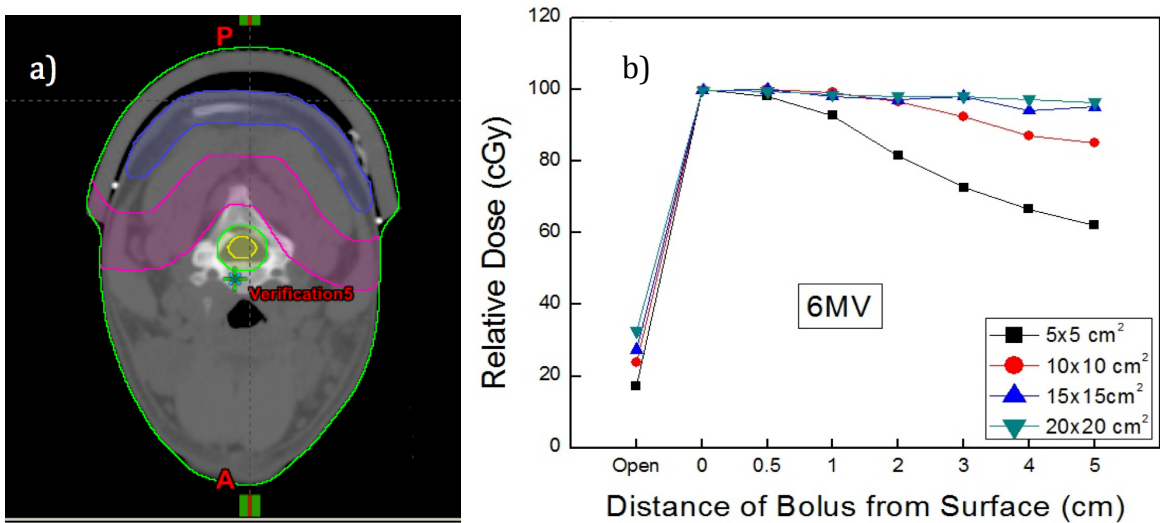 a)
P
Verification5
A
b)
120
100
80
60
40
20
0
Relative Dose (cGy)
6MV
5x5 cm²
10x10 cm²
15x15cm²
20x20 cm²
Open 0 0.5 1 2 3 4 5
Distance of Bolus from Surface (cm)